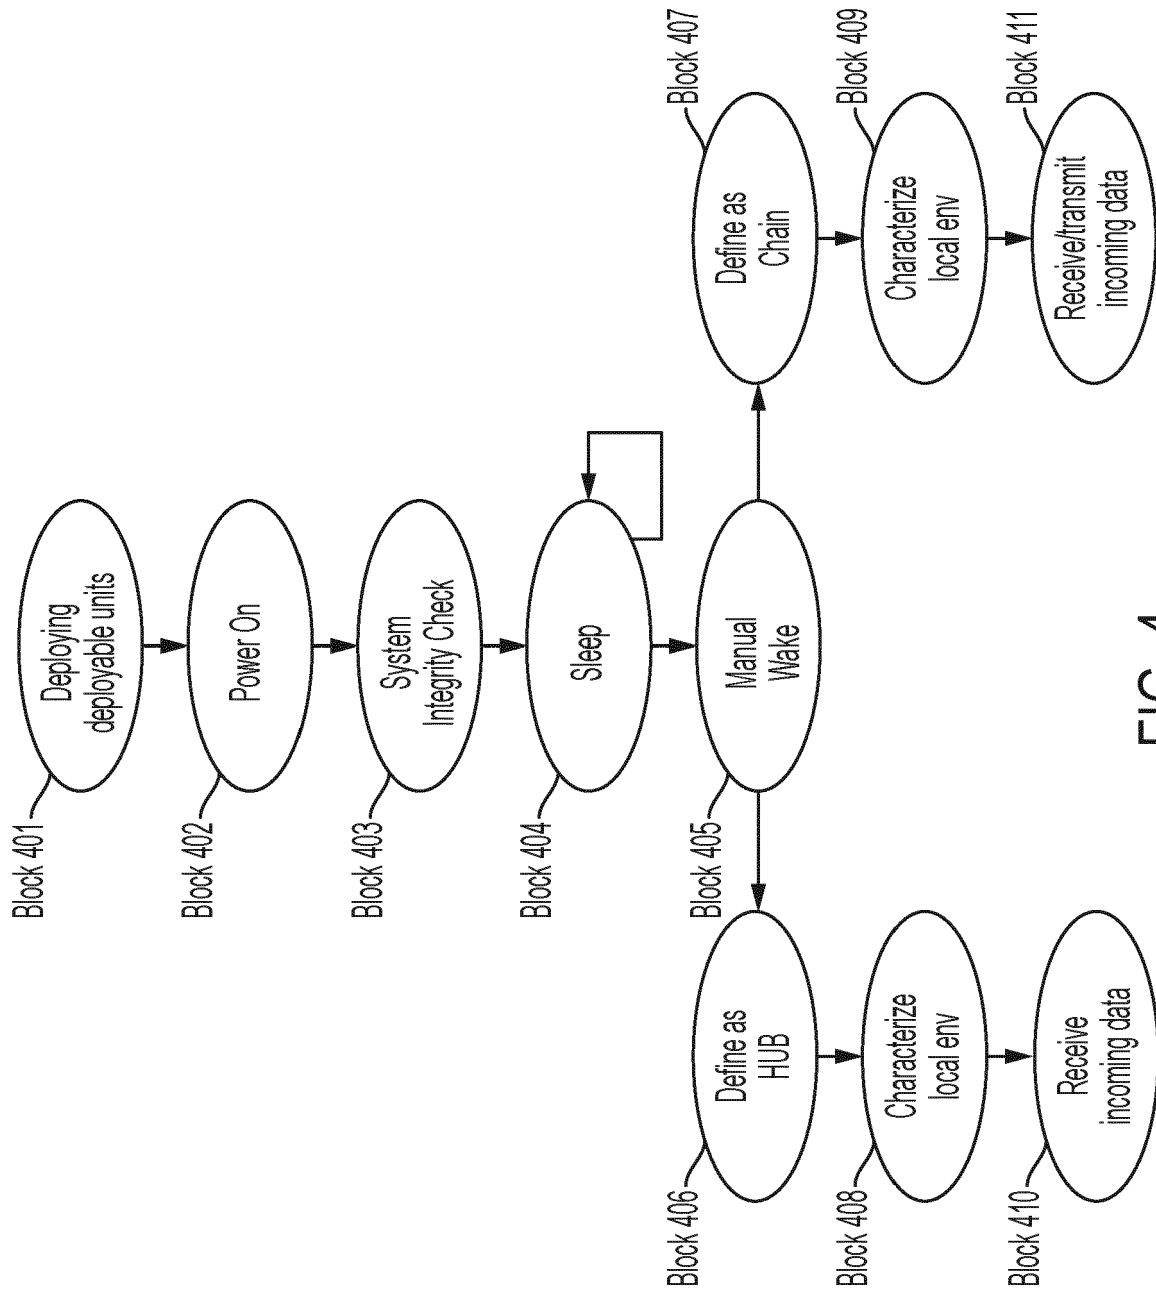 Block 401
Deploying
deployable units
Block 402
Power On
Block 403
System
Integrity Check
Block 404
Sleep
Block 405
Manual
Wake
Block 406
Define as
HUB
Block 407
Define as
Chain
Block 408
Characterize
local env
Block 409
Characterize
local env
Block 410
Receive
incoming data
Block 411
Receive/transmit
incoming data
FIG. 4